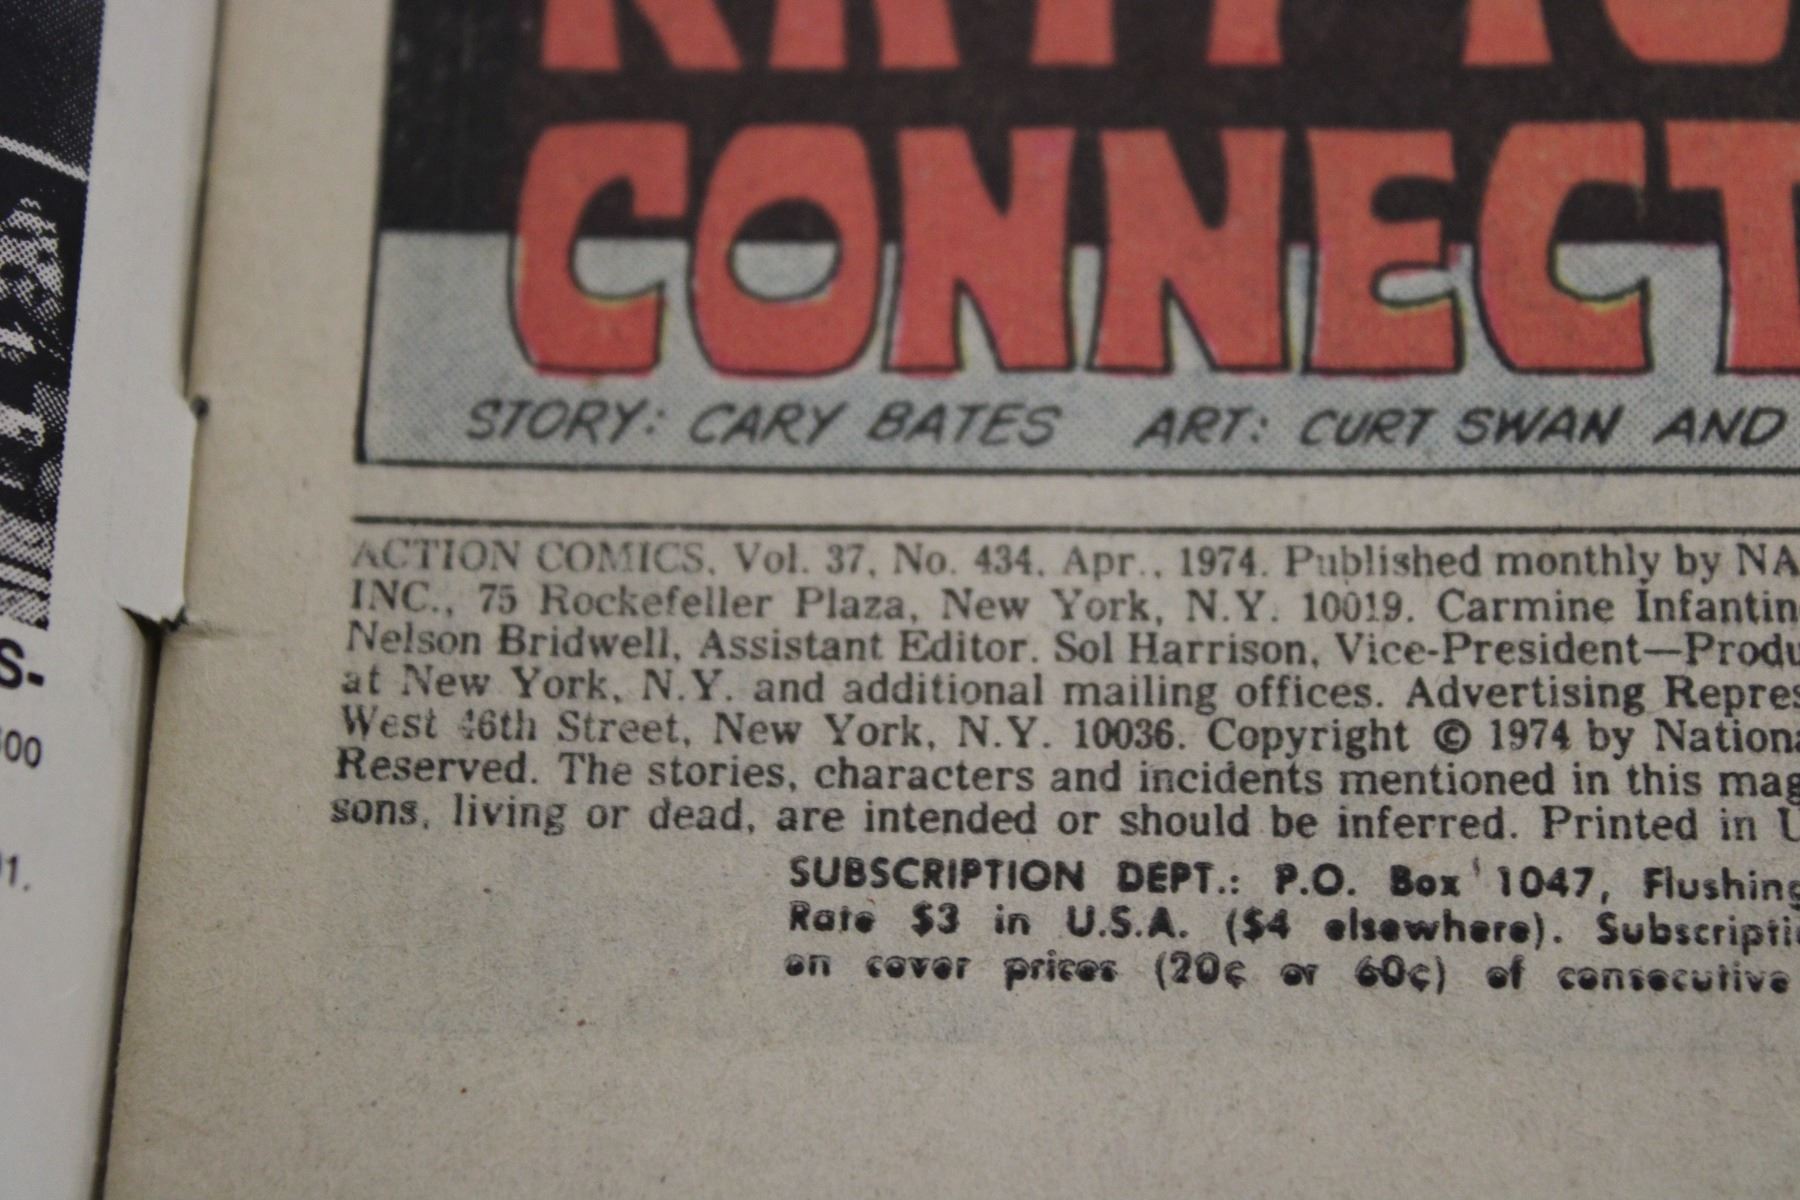 CONNECT
STORY: CARY BATES ART: CURT SWAN AND
ACTION COMICS, Vol. 37, No. 434, Apr., 1974. Published monthly by NA
INC., 75 Rockefeller Plaza, New York, N.Y. 10019. Carmine Infantin
Nelson Bridwell, Assistant Editor. Sol Harrison, Vice-President—Produ
at New York, N.Y. and additional mailing offices. Advertising Repres
West 46th Street, New York, N.Y. 10036. Copyright © 1974 by Nationa
Reserved. The stories, characters and incidents mentioned in this mag
sons, living or dead, are intended or should be inferred. Printed in U
SUBSCRIPTION DEPT.: P.O. Box 1047, Flushing
Rate $3 in U.S.A. ($4 elsewhere). Subscripti
on cover prices (20¢ or 60¢) of consecutive
S-
00
1.